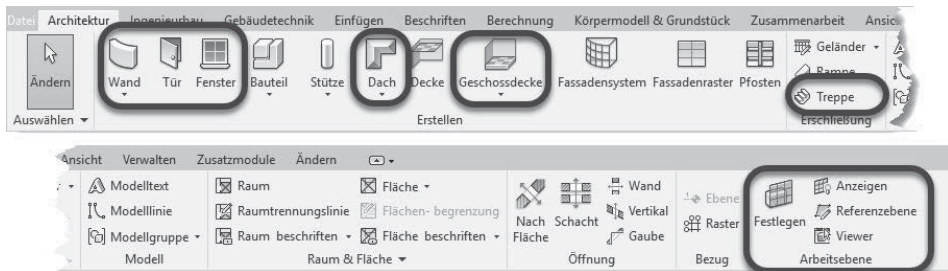 Datei Architektur Ingenieurbau Gebäudetechnik Einfügen Beschriften Berechnung Körpermodell & Grundstück Zusammenarbeit Ansic
Ändern Wand Tür Fenster Bauteil Stütze Dach Decke Geschossdecke Fassadensystem Fassadenraster Pfosten
Geländer
Rampe
Treppe
Auswählen Erstellen Erschließung
Ansicht Verwalten Zusatzmodule Ändern
Modelltext
Modelllinie
Modellgruppe
Modell
Raum Fläche
Raumtrennungslinie Flächen- begrenzung
Raum beschriften Fläche beschriften
Raum & Fläche
Nach Fläche Schacht
Wand
Vertikal
Gaube
Öffnung
Ebene
Raster
Bezug
Festlegen
Anzeigen
Referenzebene
Viewer
Arbeitsebene